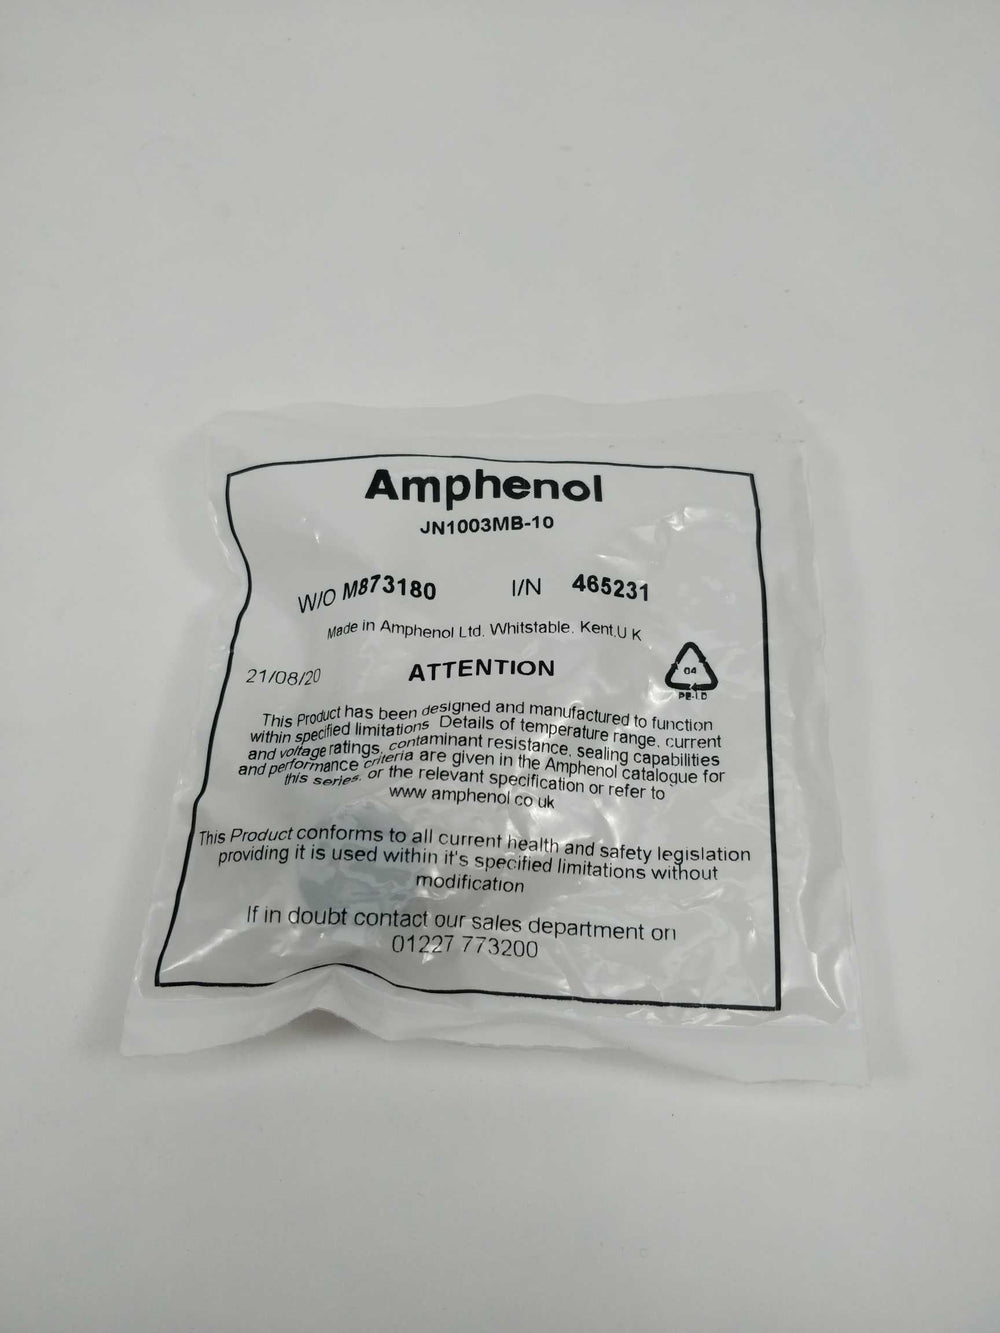 Amphenol
JN1003MB-10
W/O M873180 I/N 465231
Made in Amphenol Ltd. Whitstable. Kent.U K
21/08/20 ATTENTION
04
PE-LD
This Product has been designed and manufactured to function
within specified limitations. Details of temperature range, current
and voltage ratings, contaminant resistance, sealing capabilities
and performance criteria are given in the Amphenol catalogue for
this series. or the relevant specification or refer to
www amphenol co uk
This Product conforms to all current health and safety legislation
providing it is used within it's specified limitations without
modification
If in doubt contact our sales department on
01227 773200